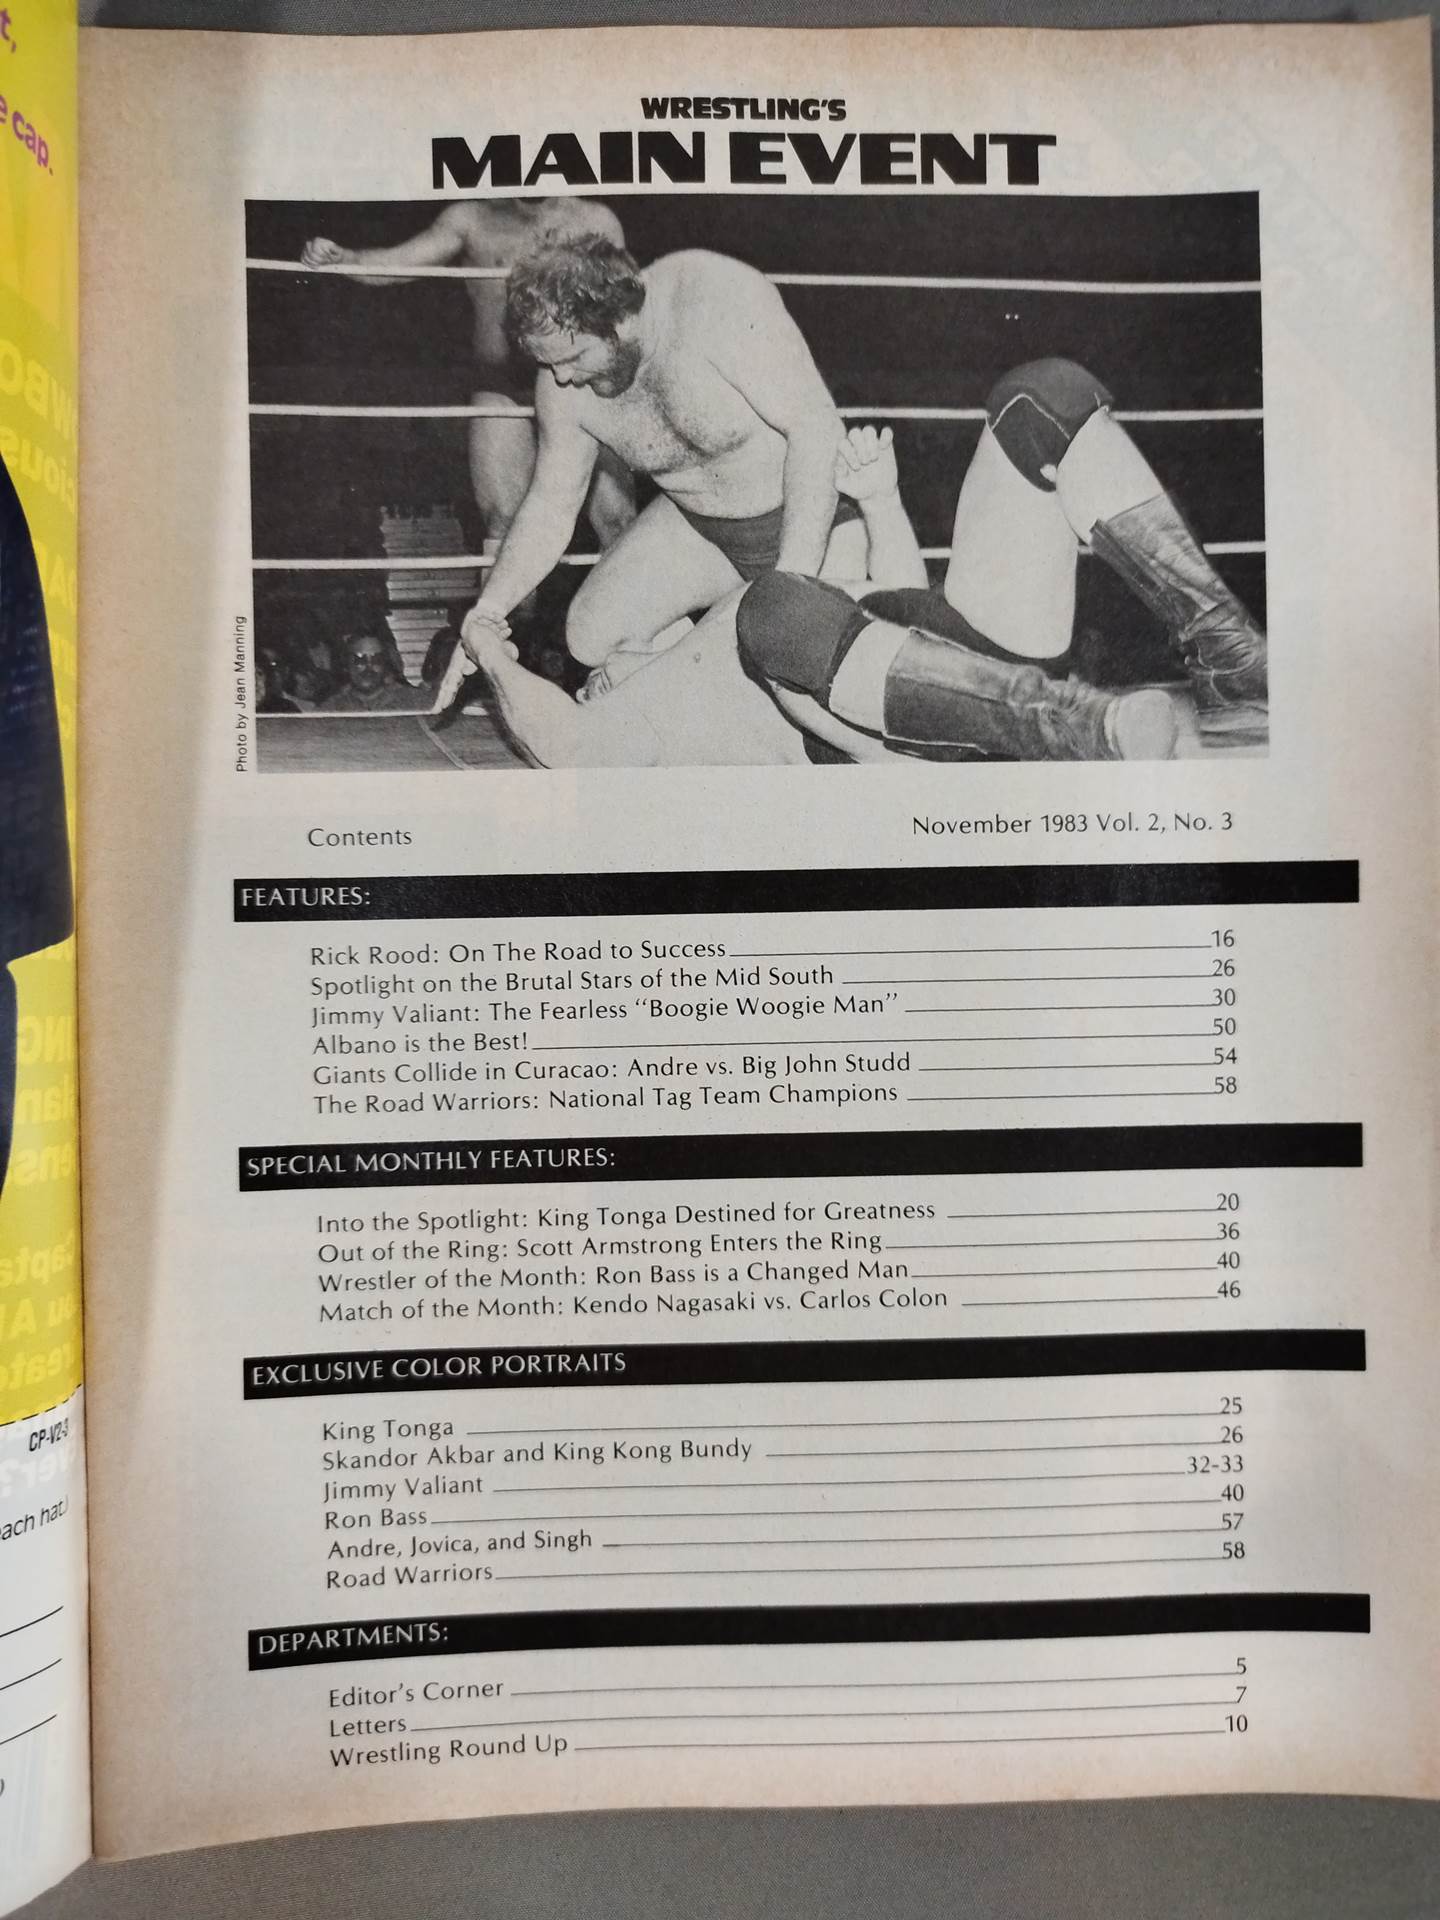 t,
e cap.
WRESTLING'S
MAIN EVENT
Photo by Jean Manning
Contents
November 1983 Vol. 2, No. 3
FEATURES:
Rick Rood: On The Road to Success 16
Spotlight on the Brutal Stars of the Mid South 26
Jimmy Valiant: The Fearless “Boogie Woogie Man” 30
Albano is the Best! 50
Giants Collide in Curacao: Andre vs. Big John Studd 54
The Road Warriors: National Tag Team Champions 58
SPECIAL MONTHLY FEATURES:
Into the Spotlight: King Tonga Destined for Greatness 20
Out of the Ring: Scott Armstrong Enters the Ring 36
Wrestler of the Month: Ron Bass is a Changed Man 40
Match of the Month: Kendo Nagasaki vs. Carlos Colon 46
EXCLUSIVE COLOR PORTRAITS
King Tonga 25
Skandor Akbar and King Kong Bundy 26
Jimmy Valiant 32-33
Ron Bass 40
Andre, Jovica, and Singh 57
Road Warriors 58
DEPARTMENTS:
Editor's Corner 5
Letters 7
Wrestling Round Up 10
CP-V2-3
each hat.)